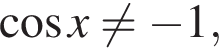 cos x ≠ −1,